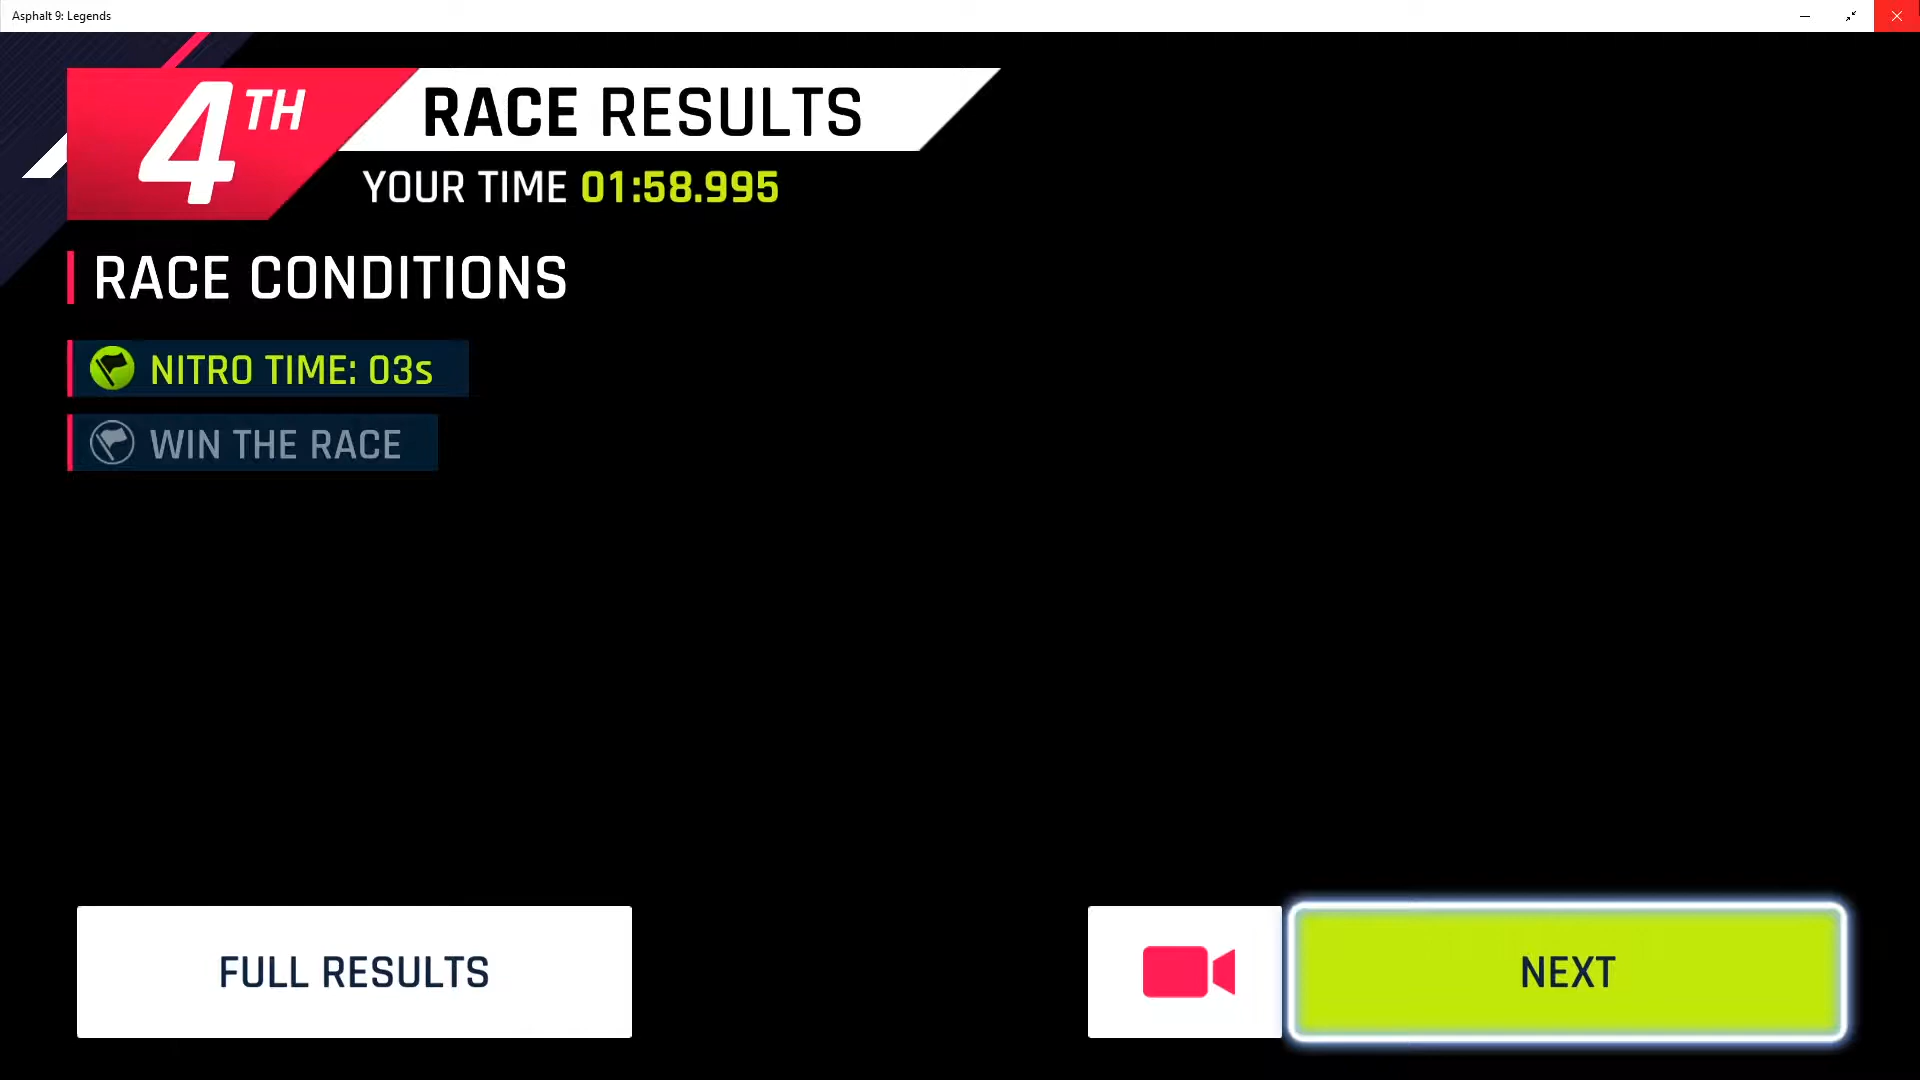 Asphalt 9: Legends
4TH
RACE RESULTS
YOUR TIME 01:58.995
RACE CONDITIONS
NITRO TIME: 03s
WIN THE RACE
FULL RESULTS
NEXT